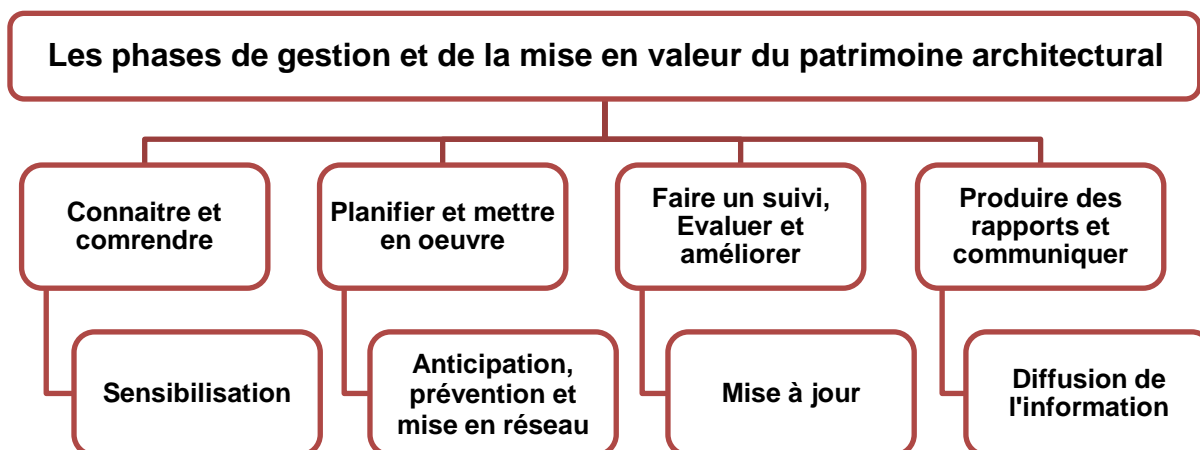 Les phases de gestion et de la mise en valeur du patrimoine architectural
Connaitre et
comrendre
Planifier et mettre
en oeuvre
Faire un suivi,
Evaluer et
améliorer
Produire des
rapports et
communiquer
Sensibilisation
Anticipation,
prévention et
mise en réseau
Mise à jour
Diffusion de
l'information